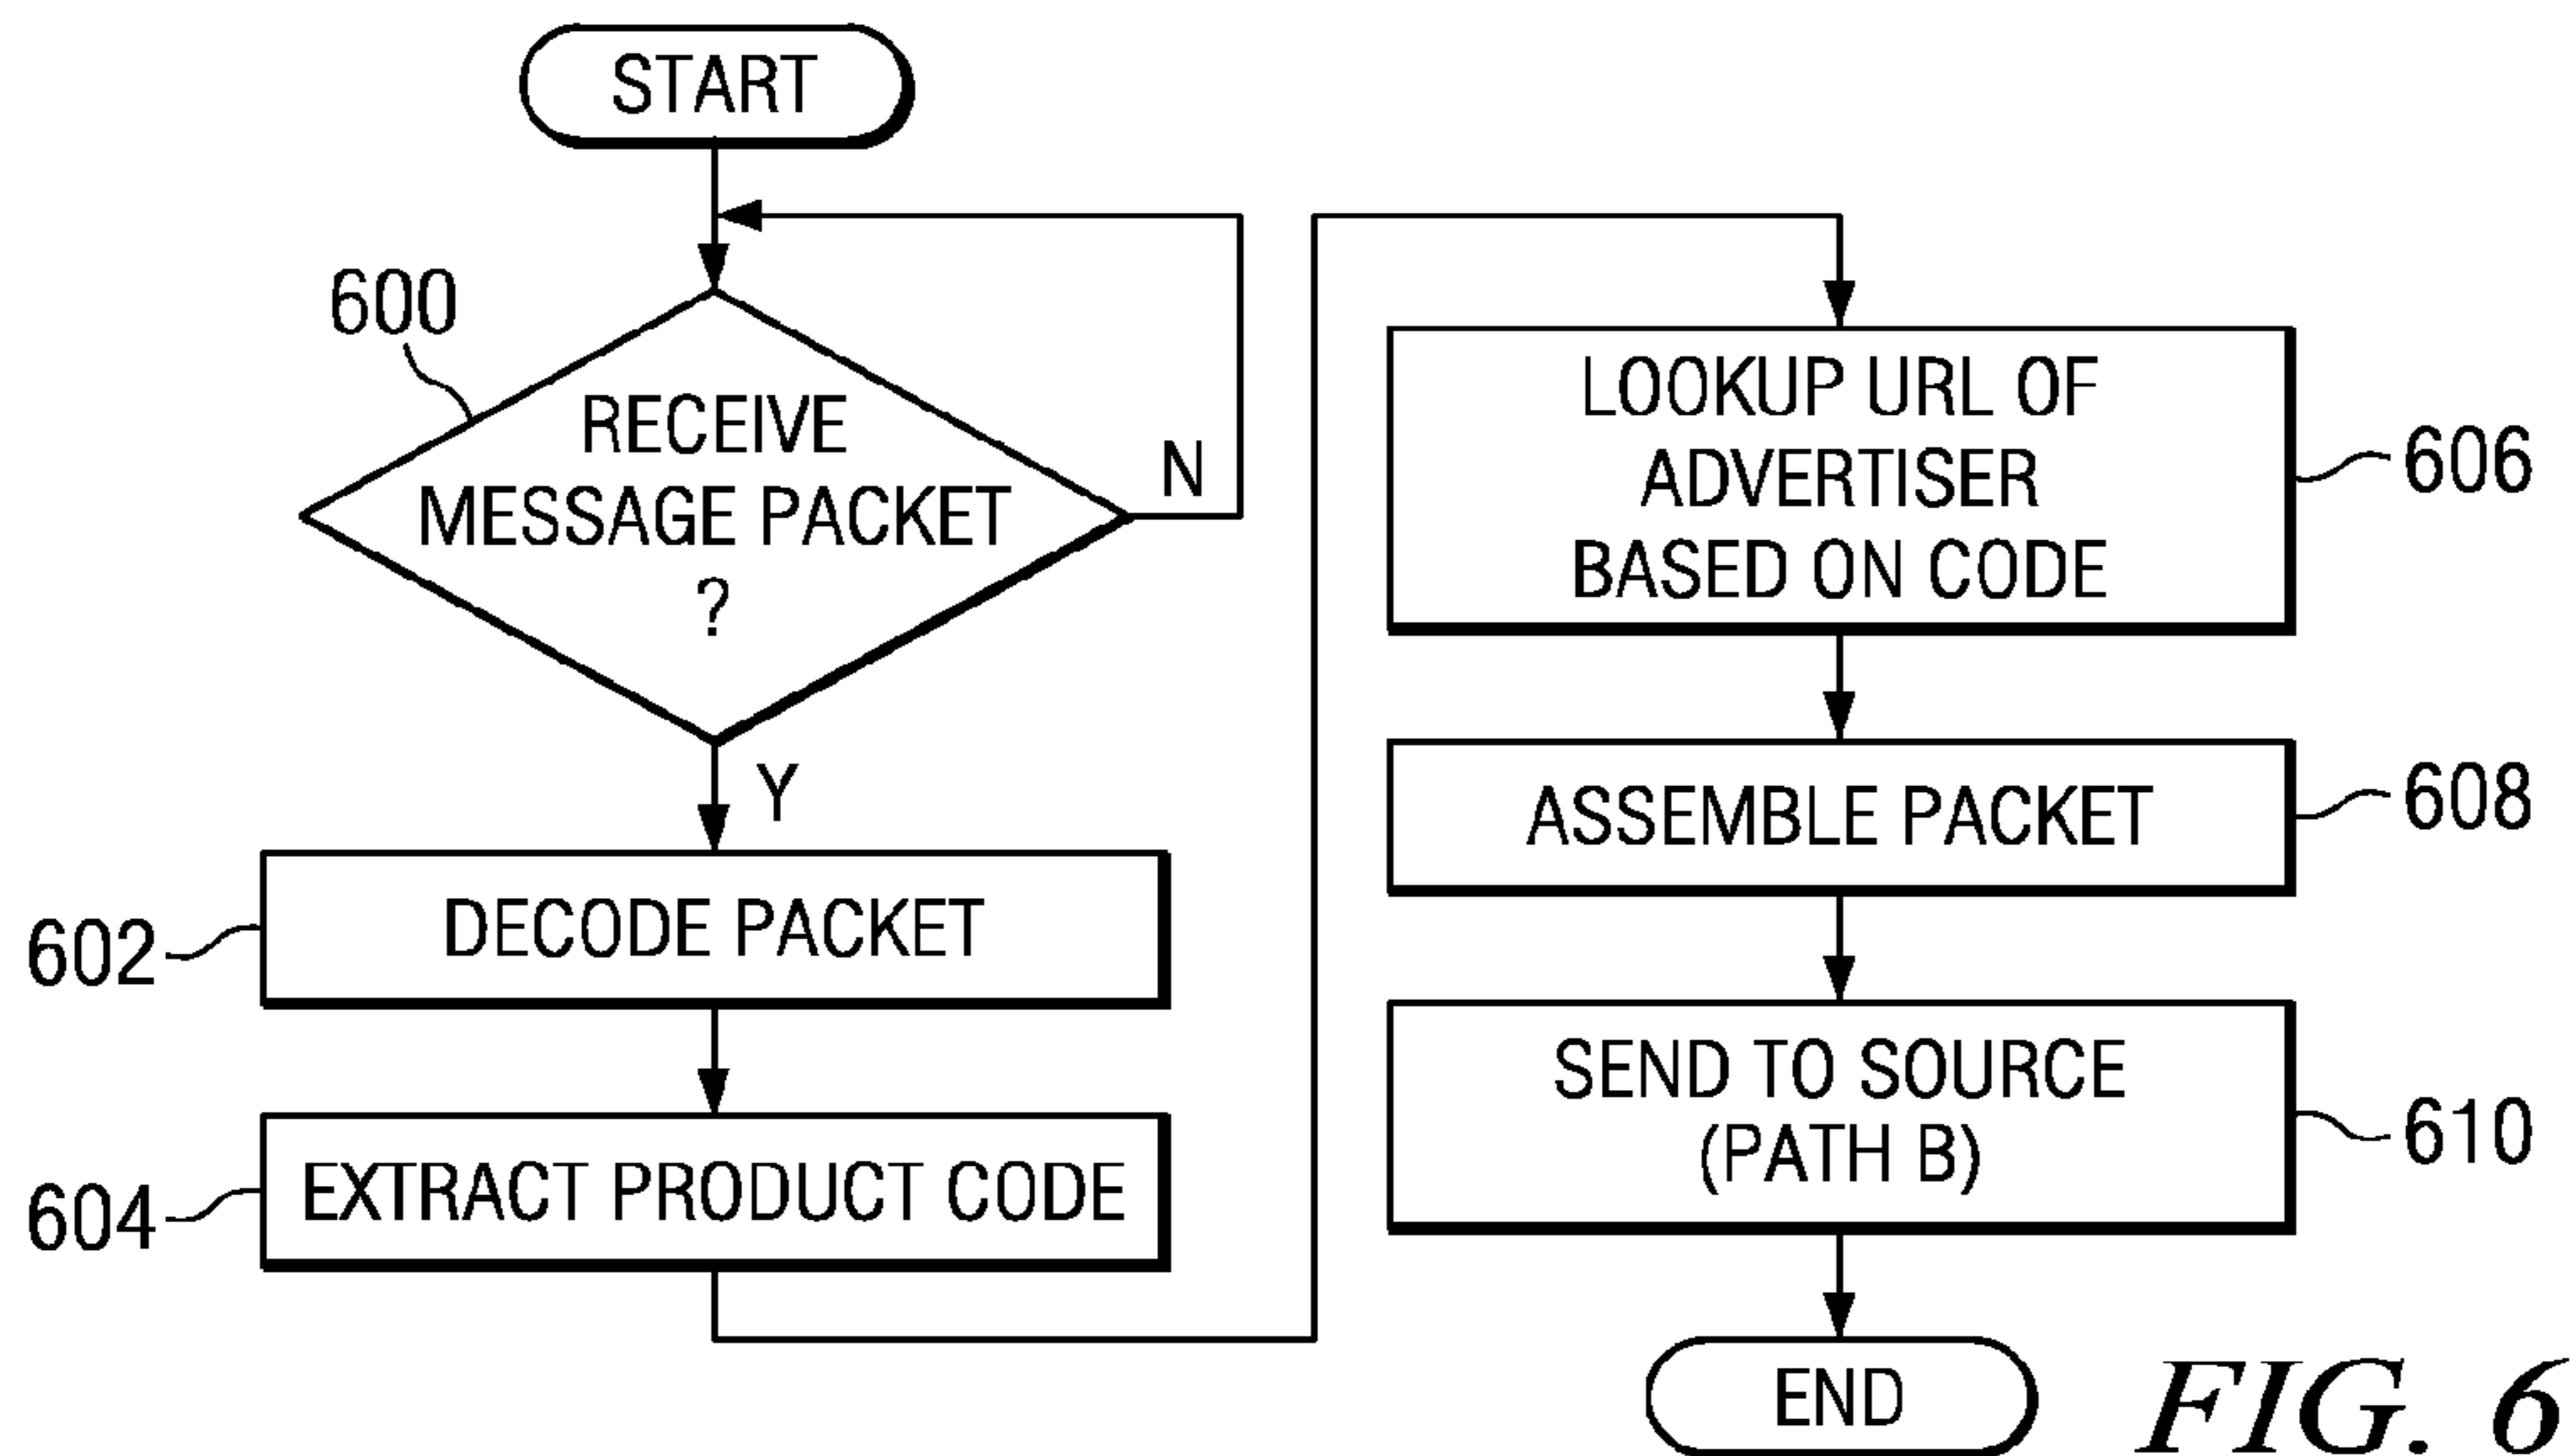 START
600
RECEIVE
MESSAGE PACKET
?
N
Y
602
DECODE PACKET
604
EXTRACT PRODUCT CODE
LOOKUP URL OF
ADVERTISER
BASED ON CODE
606
ASSEMBLE PACKET
608
SEND TO SOURCE
(PATH B)
610
END
FIG. 6